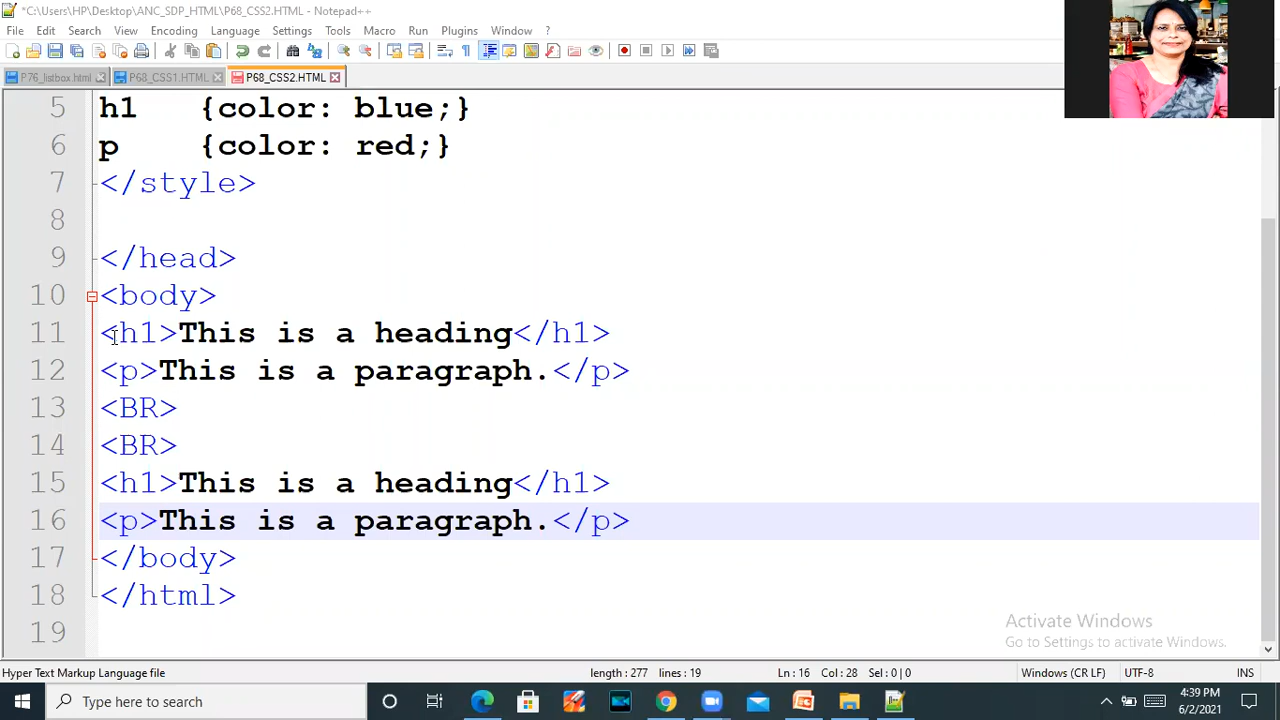 *C:\Users\HP\Desktop\ANC_SDP_HTML\P68_CSS2.HTML - Notepad++
File Edit Search View Encoding Language Settings Tools Macro Run Plugins Window ?
P76_listbox.html P68_CSS1.HTML P68_CSS2.HTML
5 h1 {color: blue;}
6 p {color: red;}
7 </style>
8
9 </head>
10 <body>
11 <h1>This is a heading</h1>
12 <p>This is a paragraph.</p>
13 <BR>
14 <BR>
15 <h1>This is a heading</h1>
16 <p>This is a paragraph.</p>
17 </body>
18 </html>
19
Activate Windows
Go to Settings to activate Windows.
Hyper Text Markup Language file length : 277 lines : 19 Ln : 16 Col : 28 Sel : 0 | 0 Windows (CR LF) UTF-8 INS
Type here to search
4:39 PM
6/2/2021